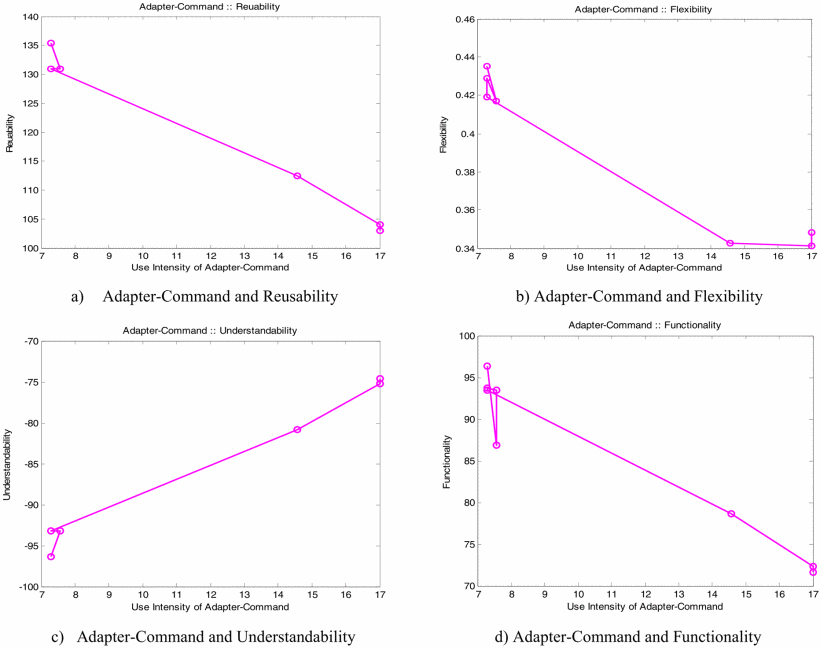 Adapter-Command :: Reuability
140
135
130
125
120
115
110
105
100
Reuability
7 8 9 10 11 12 13 14 15 16 17
Use Intensity of Adapter-Command
a) Adapter-Command and Reusability
Adapter-Command :: Flexibility
0.46
0.44
0.42
0.4
0.38
0.36
0.34
Flexibility
7 8 9 10 11 12 13 14 15 16 17
Use Intensity of Adapter-Command
b) Adapter-Command and Flexibility
Adapter-Command :: Understandability
-70
-75
-80
-85
-90
-95
-100
Understandability
7 8 9 10 11 12 13 14 15 16 17
Use Intensity of Adapter-Command
c) Adapter-Command and Understandability
Adapter-Command :: Functionality
100
95
90
85
80
75
70
Functionality
7 8 9 10 11 12 13 14 15 16 17
Use Intensity of Adapter-Command
d) Adapter-Command and Functionality